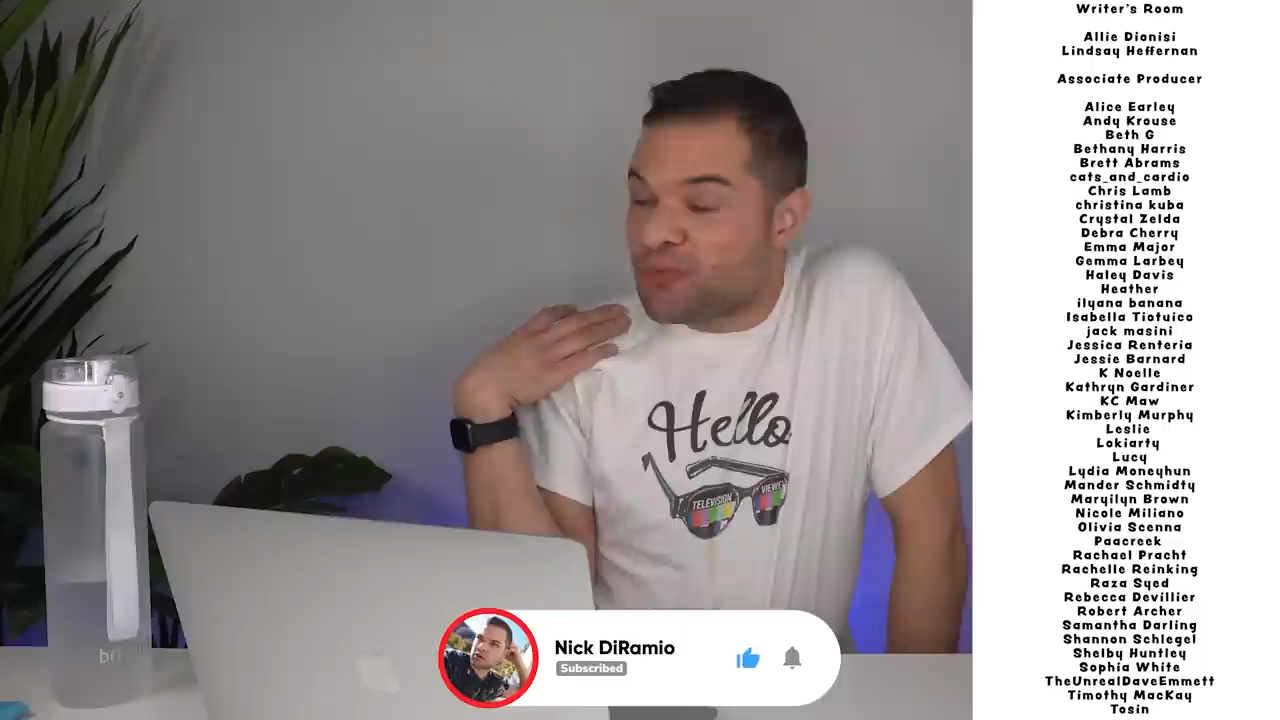 Writer's Room
Allie Dionisi
Lindsay Heffernan
Associate Producer
Alice Earley
Andy Krouse
Beth G
Bethany Harris
Brett Abrams
cats_and_cardio
Chris Lamb
christina kuba
Crystal Zelda
Debra Cherry
Emma Major
Gemma Larbey
Haley Davis
Heather
ilyana banana
Isabella Tiofuico
jack masini
Jessica Renteria
Jessie Barnard
K Noelle
Kathryn Gardiner
KC Maw
Kimberly Murphy
Leslie
Lokiarty
Lucy
Lydia Moneyhun
Mander Schmidty
Maryilyn Brown
Nicole Miliano
Olivia Scenna
Paacreek
Rachael Pracht
Rachelle Reinking
Raza Syed
Rebecca Devillier
Robert Archer
Samantha Darling
Shannon Schlegel
Shelby Huntley
Sophia White
TheUnrealDaveEmmett
Timothy MacKay
Tosin
Hello
TELEVISION VIEWER
Nick DiRamio
Subscribed